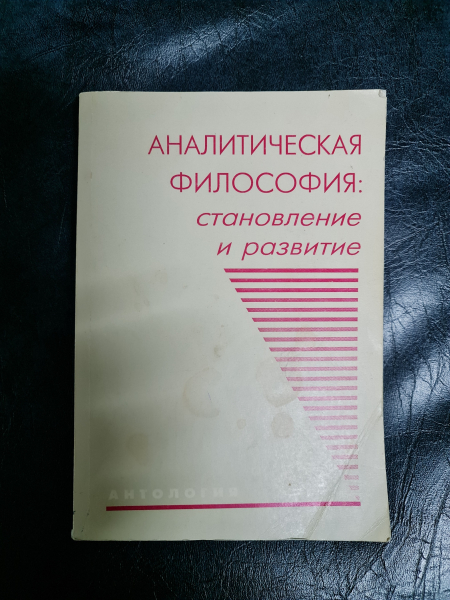 АНАЛИТИЧЕСКАЯ
ФИЛОСОФИЯ:
становление
и развитие
АНТОЛОГИЯ